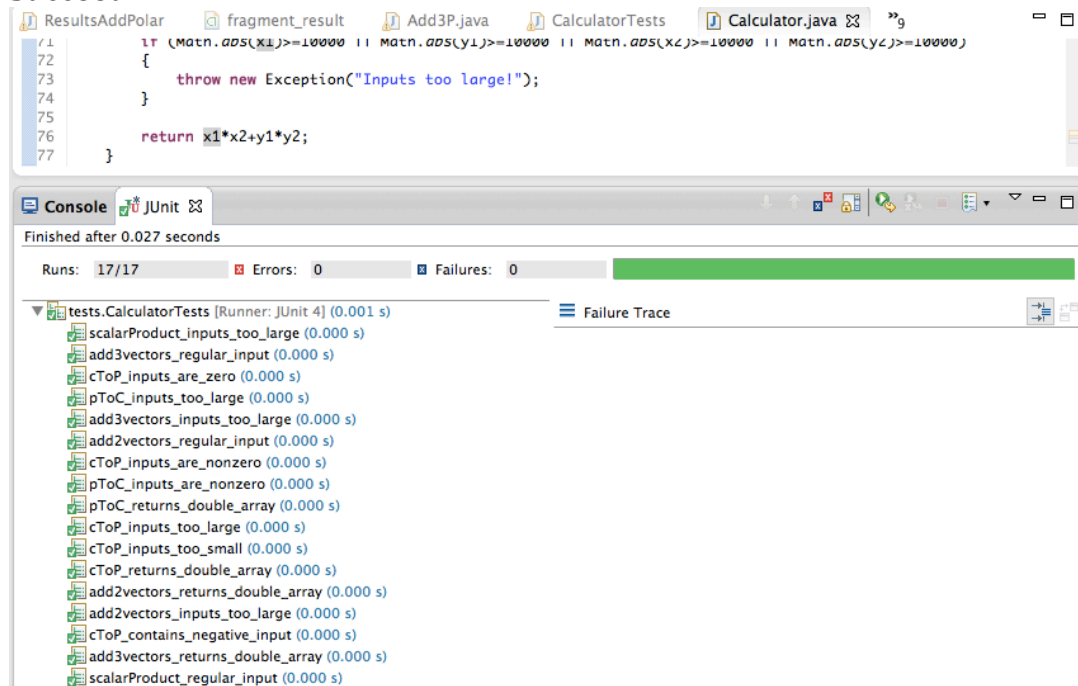 ResultsAddPolar fragment_result Add3P.java CalculatorTests Calculator.java »9
71 if (Math.abs(x1)>=10000 || Math.abs(y1)>=10000 || Math.abs(x2)>=10000 || Math.abs(y2)>=10000)
72 {
73 throw new Exception("Inputs too large!");
74 }
75
76 return x1*x2+y1*y2;
77 }
Console JUnit
Finished after 0.027 seconds
Runs: 17/17 Errors: 0 Failures: 0
tests.CalculatorTests [Runner: JUnit 4] (0.001 s) Failure Trace
scalarProduct_inputs_too_large (0.000 s)
add3vectors_regular_input (0.000 s)
cToP_inputs_are_zero (0.000 s)
pToC_inputs_too_large (0.000 s)
add3vectors_inputs_too_large (0.000 s)
add2vectors_regular_input (0.000 s)
cToP_inputs_are_nonzero (0.000 s)
pToC_inputs_are_nonzero (0.000 s)
pToC_returns_double_array (0.000 s)
cToP_inputs_too_large (0.000 s)
cToP_inputs_too_small (0.000 s)
cToP_returns_double_array (0.000 s)
add2vectors_returns_double_array (0.000 s)
add2vectors_inputs_too_large (0.000 s)
cToP_contains_negative_input (0.000 s)
add3vectors_returns_double_array (0.000 s)
scalarProduct_regular_input (0.000 s)